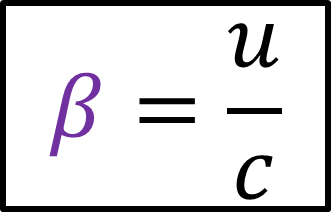 β = u/c